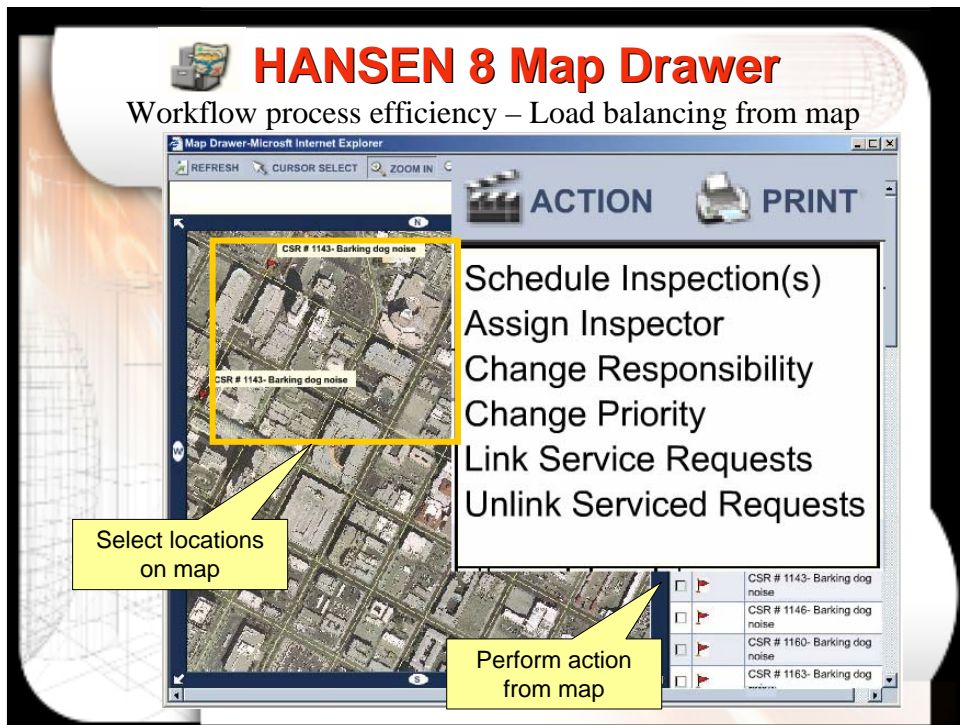 HANSEN 8 Map Drawer
Workflow process efficiency – Load balancing from map
Map Drawer-Microsft Internet Explorer
REFRESH
CURSOR SELECT
ZOOM IN
ACTION
PRINT
N
CSR # 1143- Barking dog noise
Schedule Inspection(s)
Assign Inspector
Change Responsibility
Change Priority
Link Service Requests
Unlink Serviced Requests
CSR # 1143- Barking dog noise
W
Select locations
on map
CSR # 1143- Barking dog
noise
CSR # 1146- Barking dog
noise
CSR # 1160- Barking dog
noise
CSR # 1163- Barking dog
Perform action
from map
S